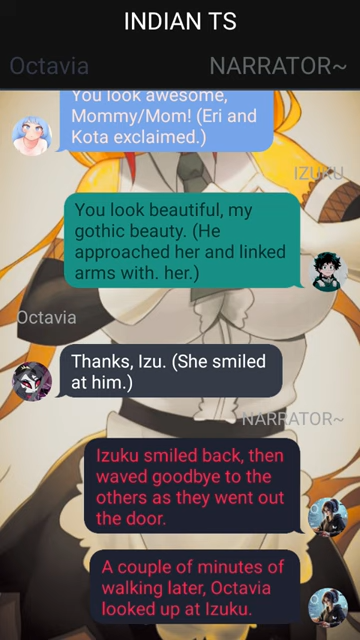 INDIAN TS
Octavia
NARRATOR~
You look awesome,
Mommy/Mom! (Eri and
Kota exclaimed.)
IZUKU
You look beautiful, my
gothic beauty. (He
approached her and linked
arms with. her.)
Octavia
Thanks, Izu. (She smiled
at him.)
NARRATOR~
Izuku smiled back, then
waved goodbye to the
others as they went out
the door.
A couple of minutes of
walking later, Octavia
looked up at Izuku.